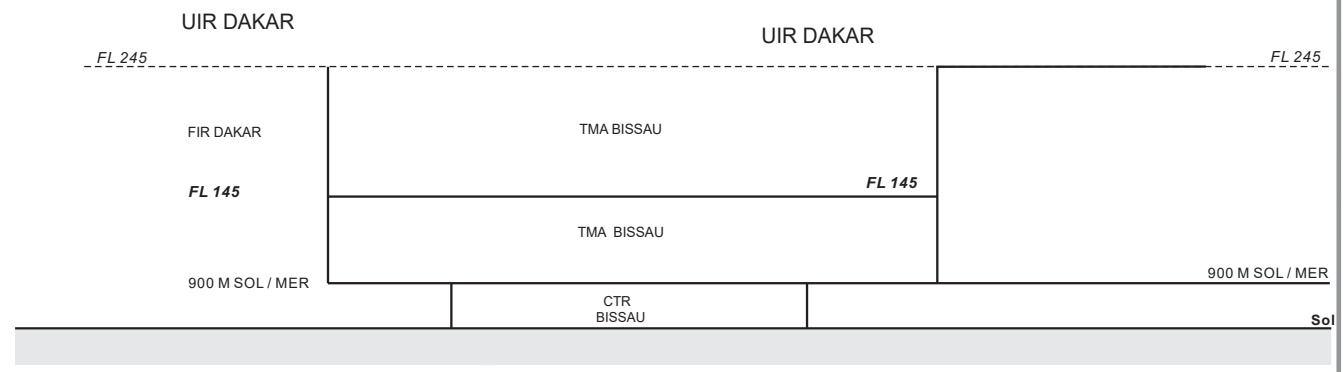 UIR DAKAR
UIR DAKAR
FL 245
FL 245
FIR DAKAR
TMA BISSAU
FL 145
FL 145
TMA BISSAU
900 M SOL / MER
900 M SOL / MER
CTR
BISSAU
Sol